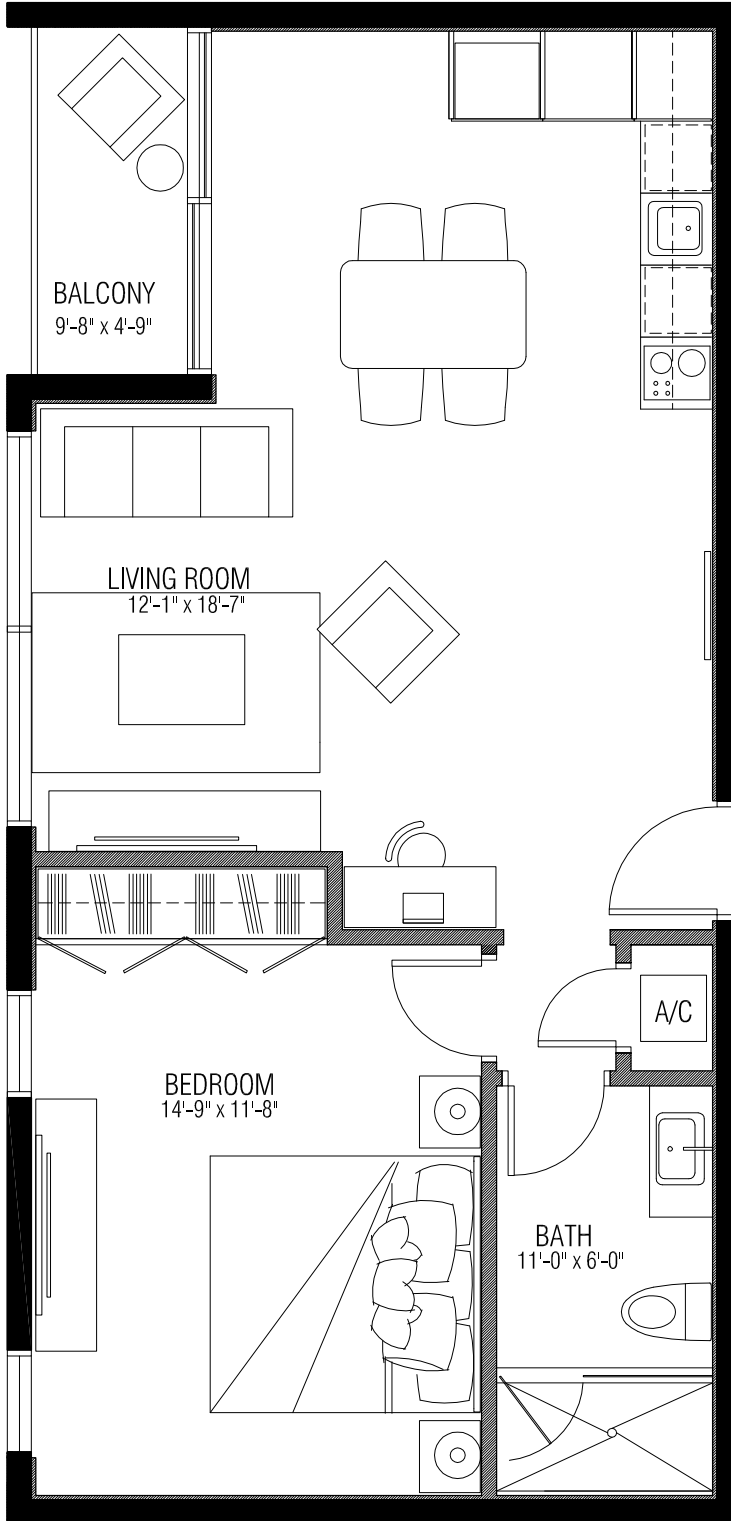 BALCONY
9'-8" x 4'-9"
LIVING ROOM
12'-1" x 18'-7"
A/C
BEDROOM
14'-9" x 11'-8"
BATH
11'-0" x 6'-0"